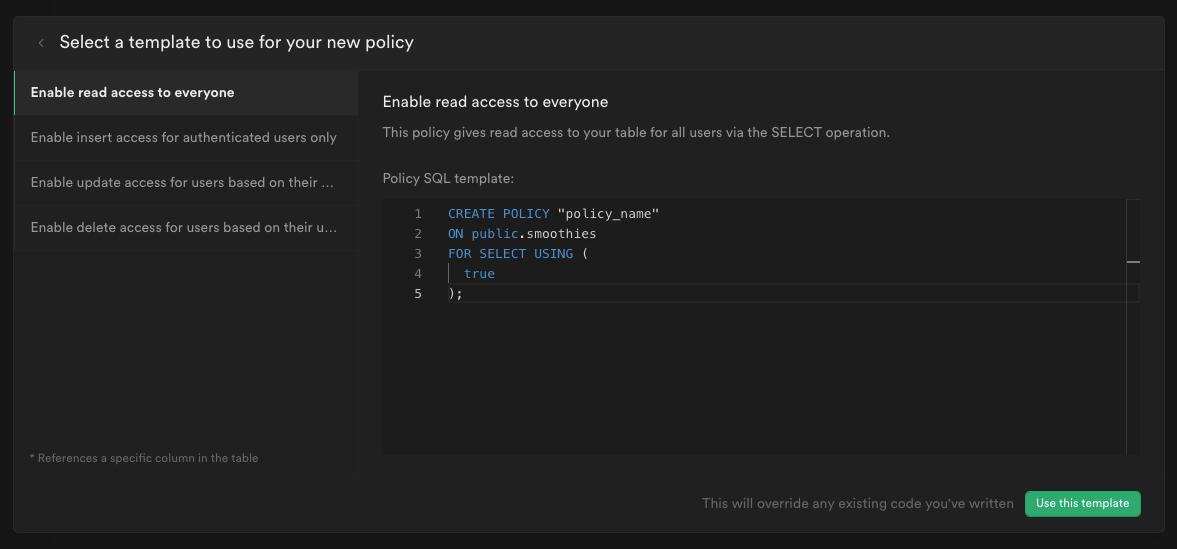 Select a template to use for your new policy
Enable read access to everyone
Enable insert access for authenticated users only
Enable update access for users based on their ...
Enable delete access for users based on their u...
* References a specific column in the table
Enable read access to everyone
This policy gives read access to your table for all users via the SELECT operation.
Policy SQL template:
1 CREATE POLICY "policy_name"
2 ON public.smoothies
3 FOR SELECT USING (
4 true
5 );
This will override any existing code you've written
Use this template